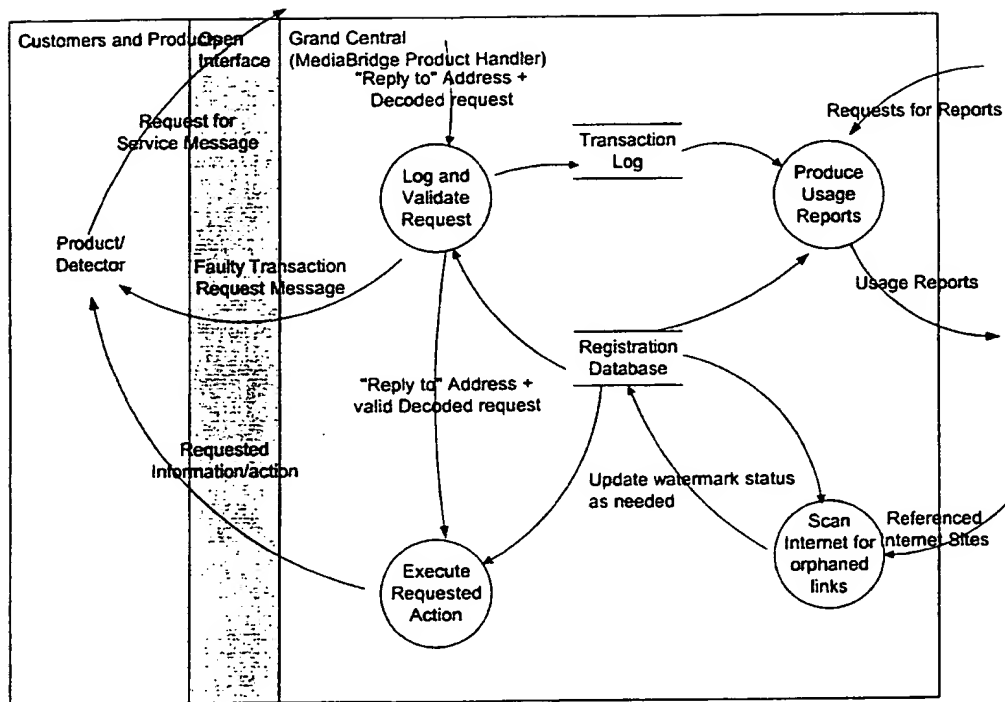 Customers and Products
Open
Interface
Grand Central
(MediaBridge Product Handler)
"Reply to" Address +
Decoded request
Request for
Service Message
Log and
Validate
Request
Transaction
Log
Requests for Reports
Produce
Usage
Reports
Product/
Detector
Faulty Transaction
Request Message
Usage Reports
Registration
Database
"Reply to" Address +
valid Decoded request
Requested
Information/action
Update watermark status
as needed
Scan
Internet for
orphaned
links
Referenced
Internet Sites
Execute
Requested
Action